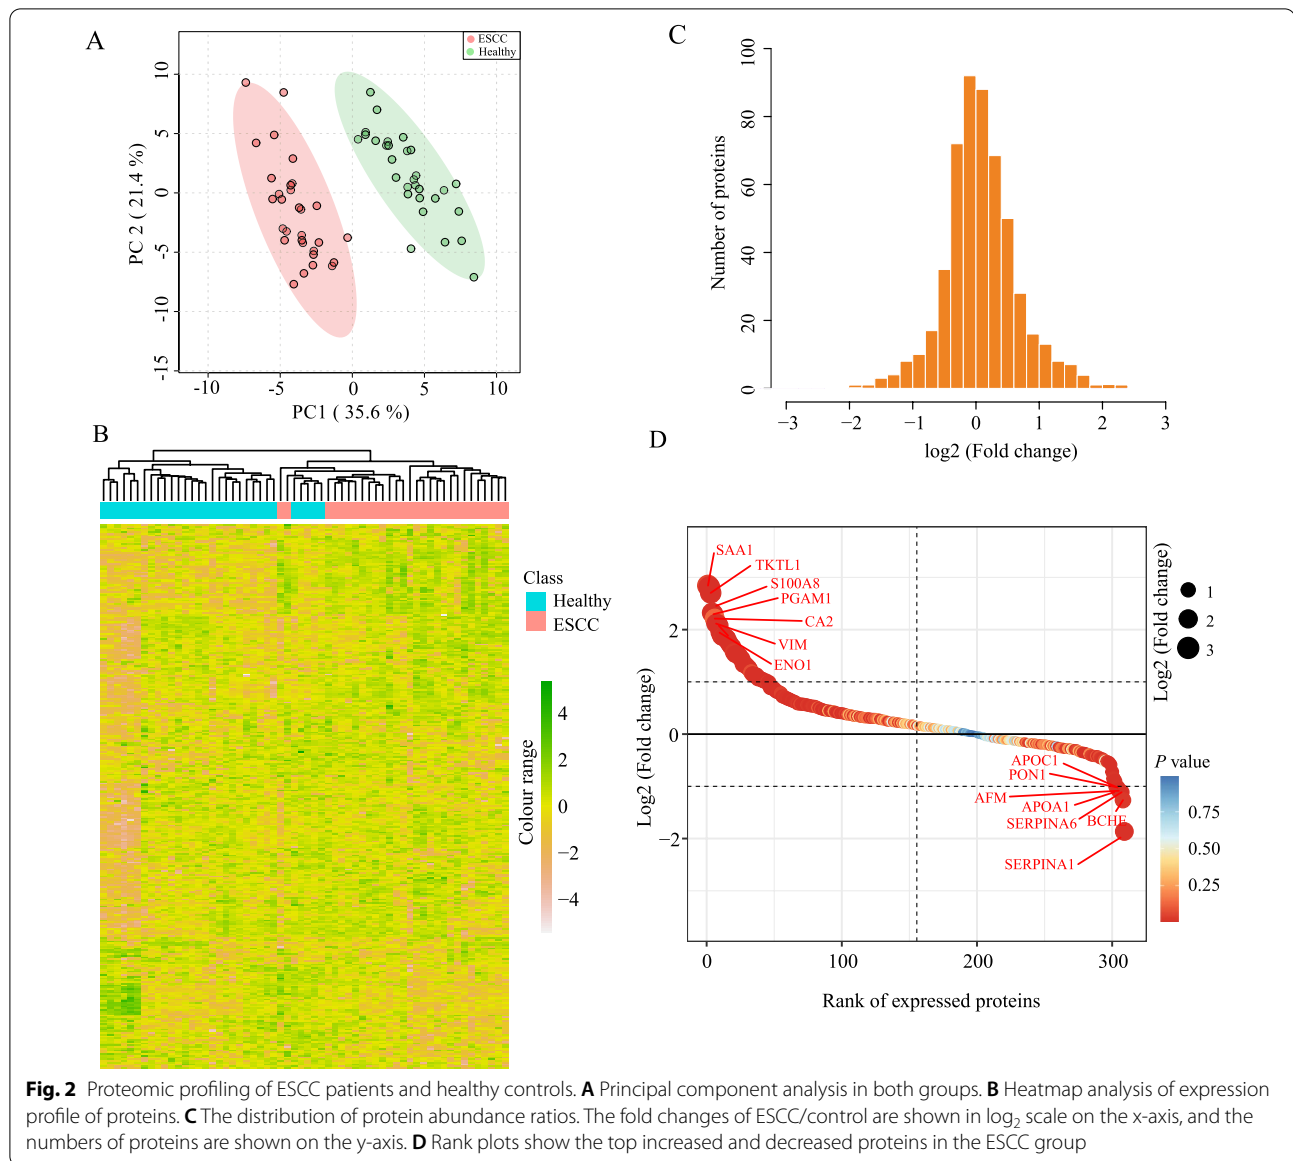 A
ESCC
Healthy
10
5
0
-5
-10
-15
PC 2 ( 21.4 %)
-10
-5
0
5
10
PC1 ( 35.6 %)
C
100
80
60
40
20
0
Number of proteins
−3
−2
−1
0
1
2
3
log2 (Fold change)
B
Class
Healthy
ESCC
Colour range
4
2
0
−2
−4
D
SAA1
TKTL1
S100A8
PGAM1
CA2
VIM
ENO1
APOC1
PON1
AFM
APOA1
SERPINA6
BCHE
SERPINA1
2
0
−2
Log2 (Fold change)
0
100
200
300
Rank of expressed proteins
Log2 (Fold change)
1
2
3
P value
0.75
0.50
0.25
Fig. 2 Proteomic profiling of ESCC patients and healthy controls. A Principal component analysis in both groups. B Heatmap analysis of expression
profile of proteins. C The distribution of protein abundance ratios. The fold changes of ESCC/control are shown in log2 scale on the x-axis, and the
numbers of proteins are shown on the y-axis. D Rank plots show the top increased and decreased proteins in the ESCC group